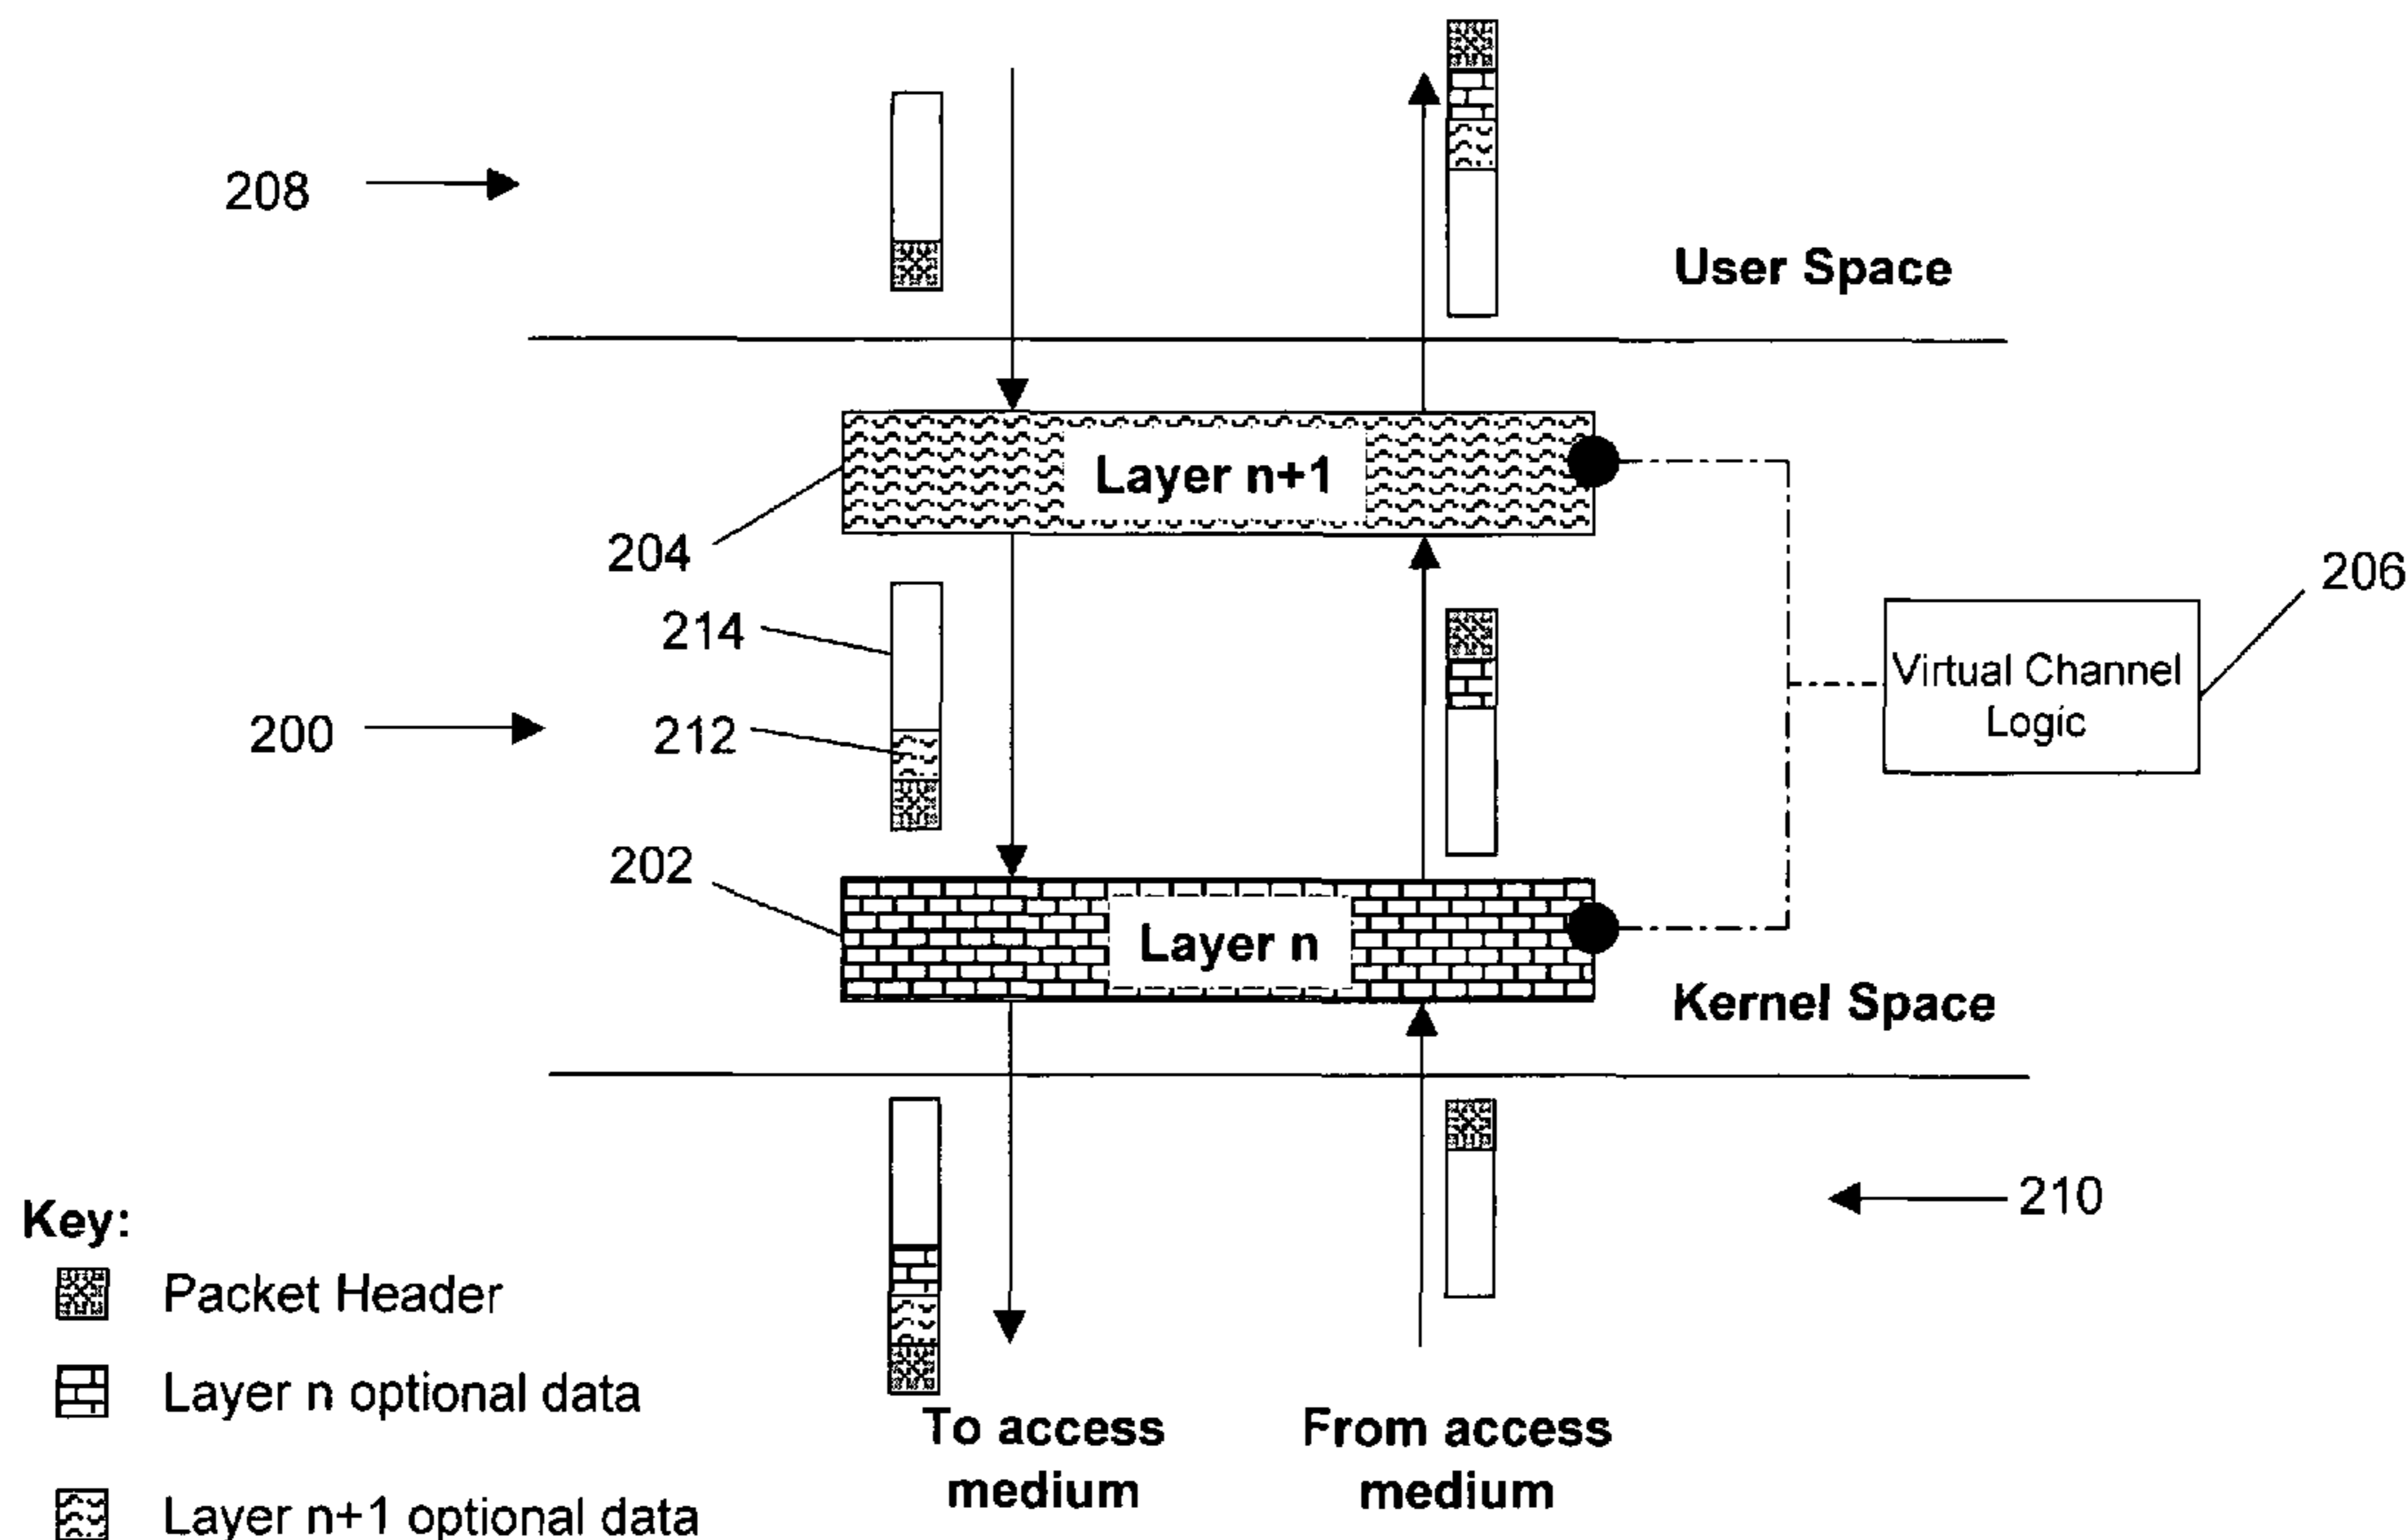 208
User Space
Layer n+1
204
206
214
Virtual Channel
Logic
200
212
202
Layer n
Kernel Space
210
Key:
Packet Header
Layer n optional data
Layer n+1 optional data
To access
medium
From access
medium